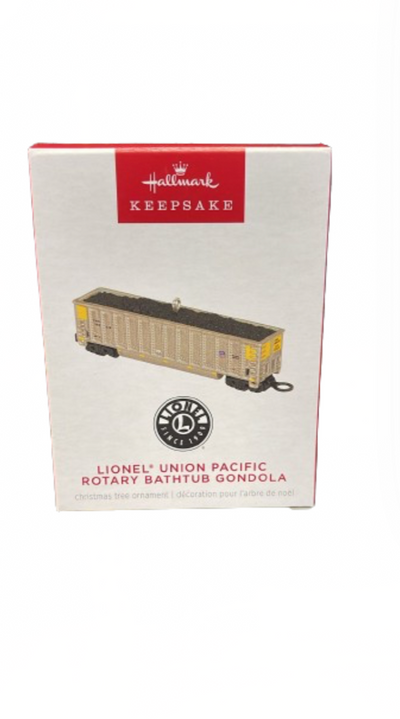 Hallmark
KEEPSAKE
LIONEL
L
SINCE 1900
LIONEL® UNION PACIFIC
ROTARY BATHTUB GONDOLA
christmas tree ornament | décoration pour l'arbre de noël